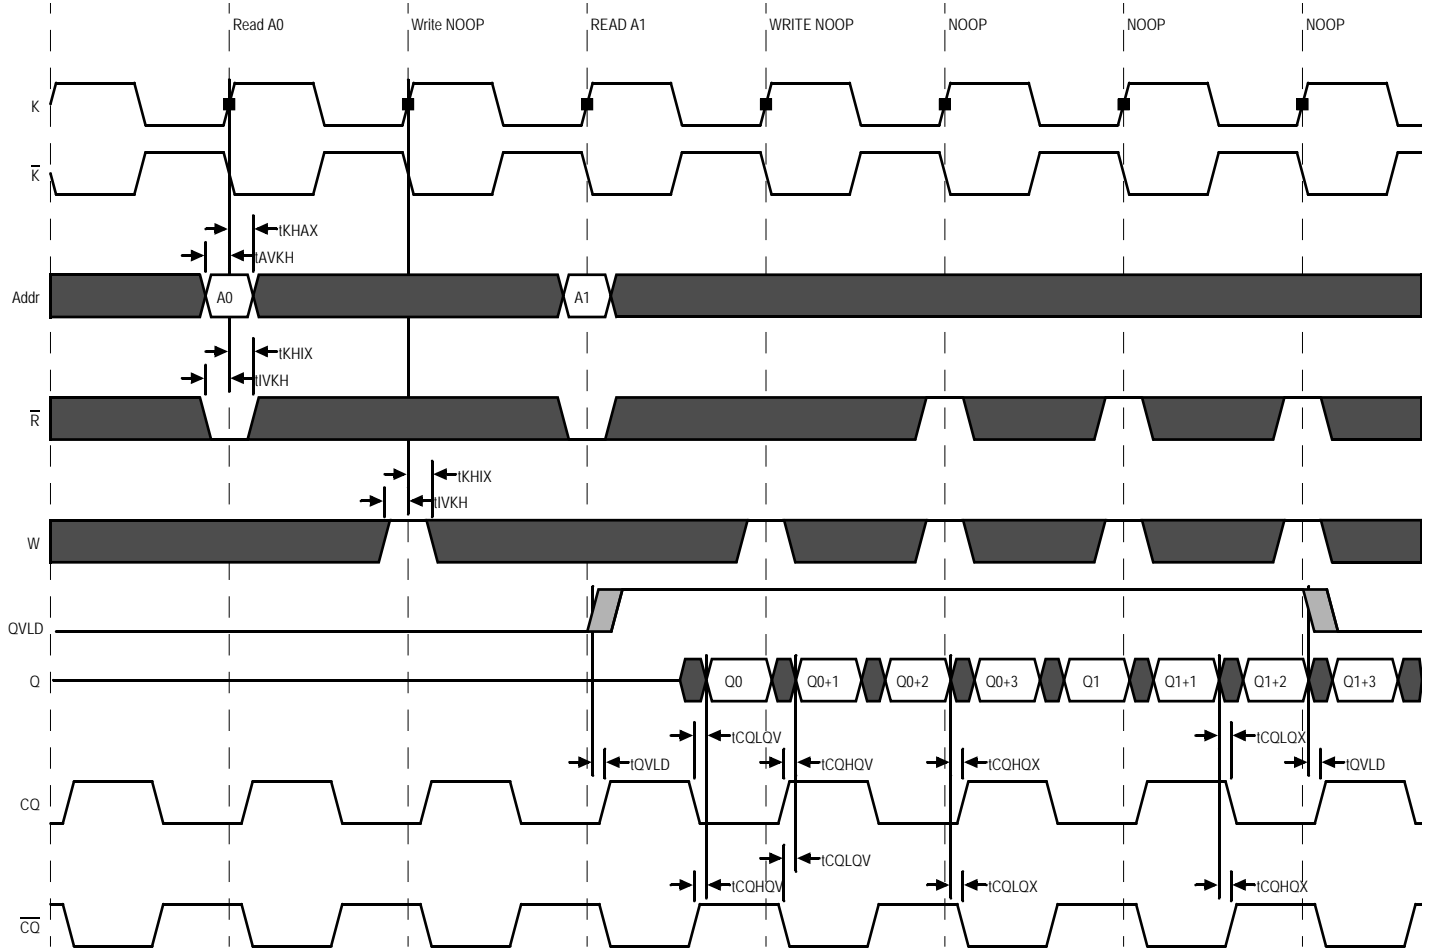 Read A0 Write NOOP READ A1 WRITE NOOP NOOP NOOP NOOP
K
K̅
tKHAX
tAVKH
Addr A0 A1
tKHIX
tIVKH
R̅
tKHIX
tIVKH
W
QVLD
Q Q0 Q0+1 Q0+2 Q0+3 Q1 Q1+1 Q1+2 Q1+3
tCQLQV tCQLQX
tQVLD tCQHQV tCQHQX tQVLD
CQ
tCQLQV
tCQHQV tCQLQX tCQHQX
C̅Q̅